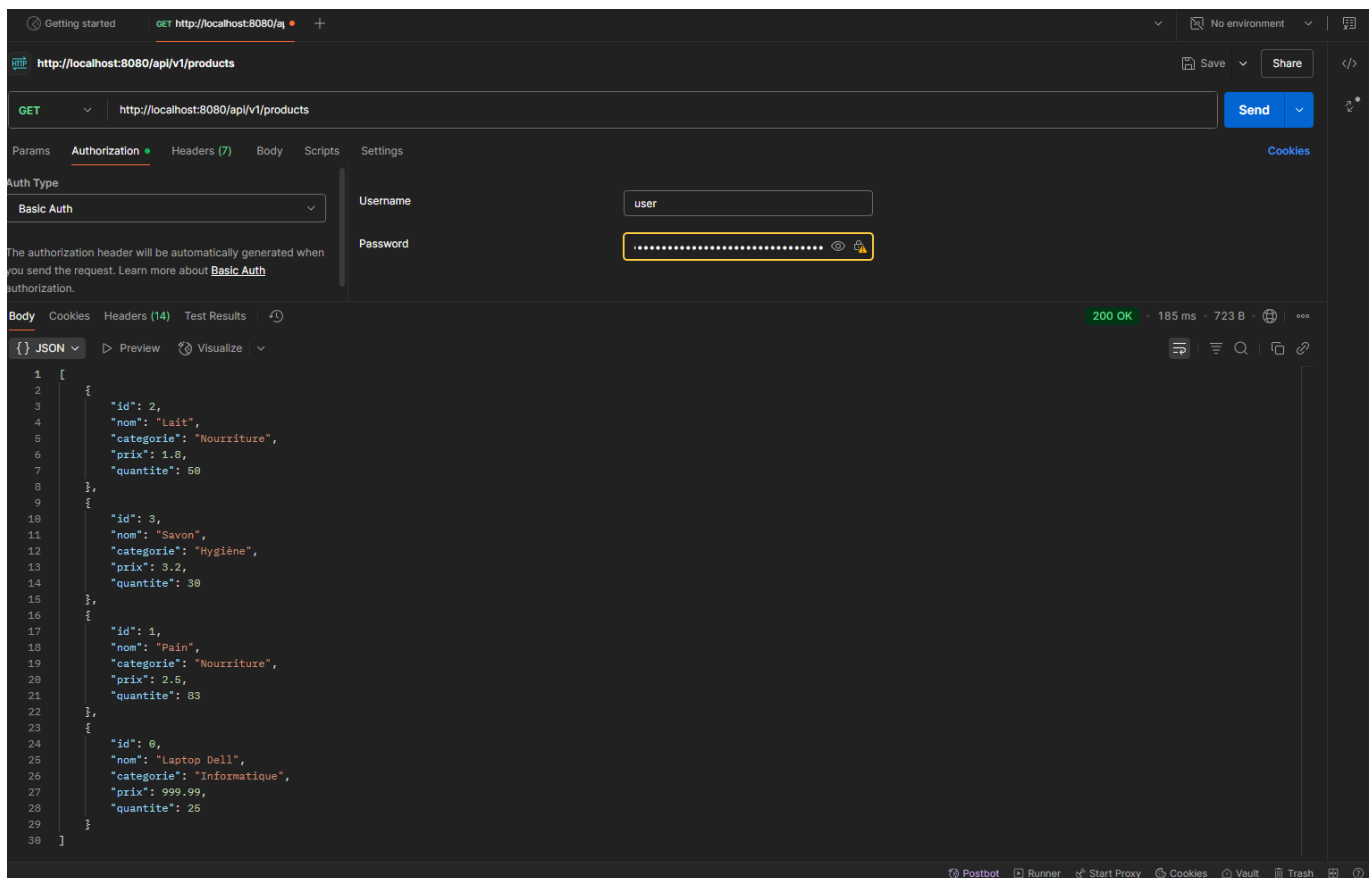 Getting started GET http://localhost:8080/a No environment
HTTP http://localhost:8080/api/v1/products Save Share
GET http://localhost:8080/api/v1/products Send
Params Authorization Headers (7) Body Scripts Settings Cookies
Auth Type
Basic Auth
Username user
The authorization header will be automatically generated when
you send the request. Learn more about Basic Auth
authorization.
Password
Body Cookies Headers (14) Test Results 200 OK 185 ms 723 B
{} JSON Preview Visualize
1 [
2 {
3 "id": 2,
4 "nom": "Lait",
5 "categorie": "Nourriture",
6 "prix": 1.8,
7 "quantite": 50
8 },
9 {
10 "id": 3,
11 "nom": "Savon",
12 "categorie": "Hygiène",
13 "prix": 3.2,
14 "quantite": 30
15 },
16 {
17 "id": 1,
18 "nom": "Pain",
19 "categorie": "Nourriture",
20 "prix": 2.5,
21 "quantite": 83
22 },
23 {
24 "id": 0,
25 "nom": "Laptop Dell",
26 "categorie": "Informatique",
27 "prix": 999.99,
28 "quantite": 25
29 }
30 ]
Postbot Runner Start Proxy Cookies Vault Trash